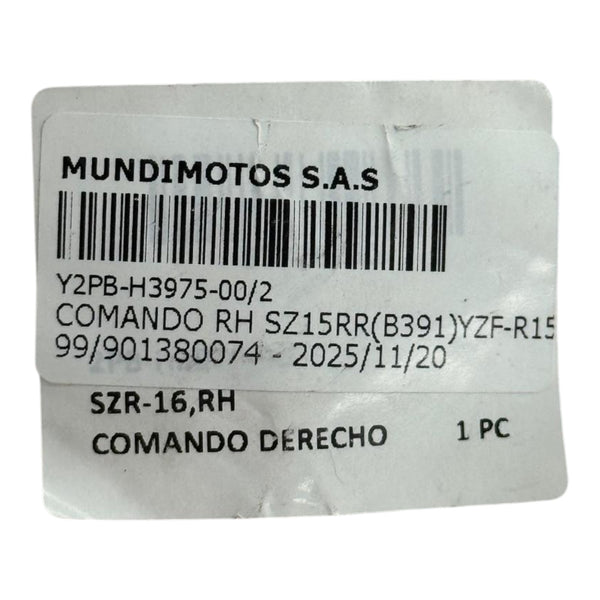 MUNDIMOTOS S.A.S
Y2PB-H3975-00/2
COMANDO RH SZ15RR(B391)YZF-R15
99/901380074 - 2025/11/20
SZR-16,RH
COMANDO DERECHO 1 PC